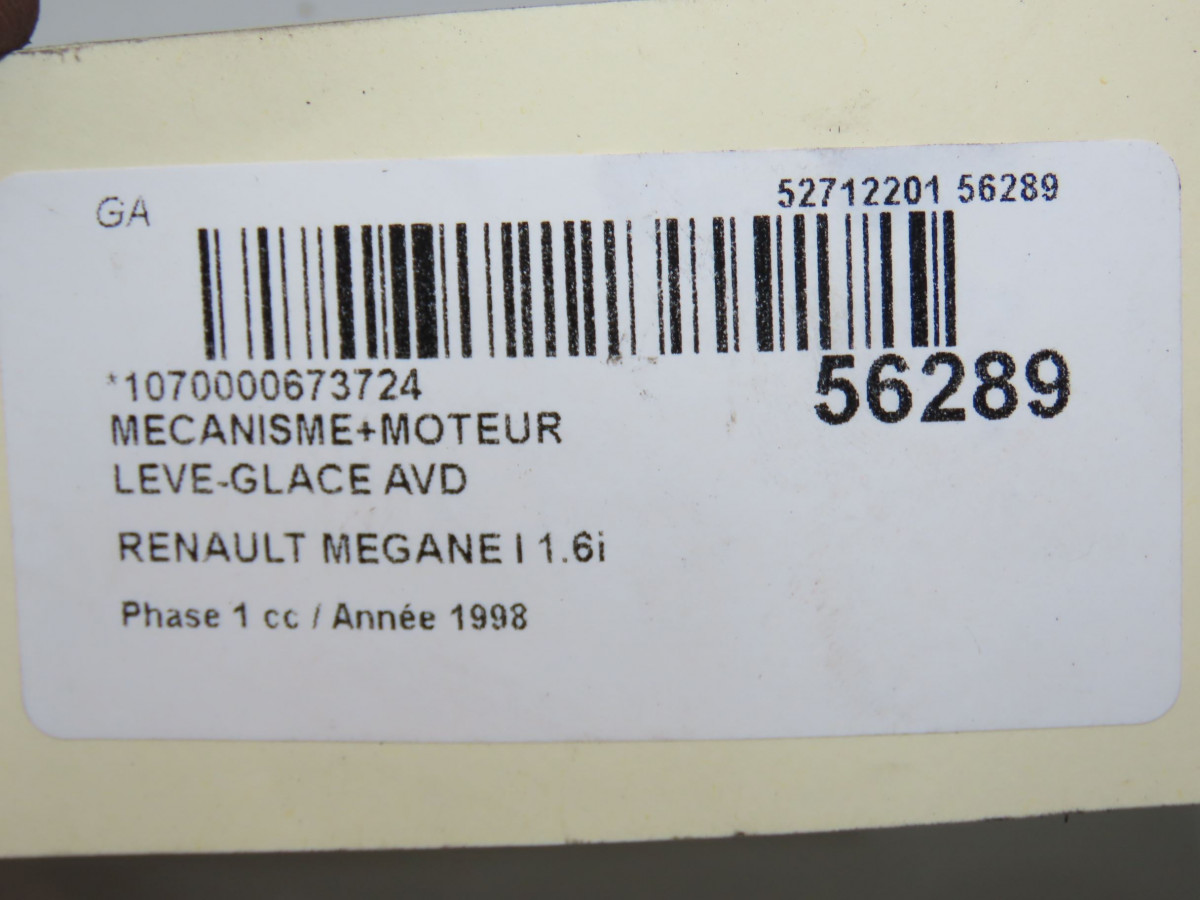 GA
52712201 56289
56289
*1070000673724
MECANISME+MOTEUR
LEVE-GLACE AVD
RENAULT MEGANE I 1.6i
Phase 1 cc / Année 1998